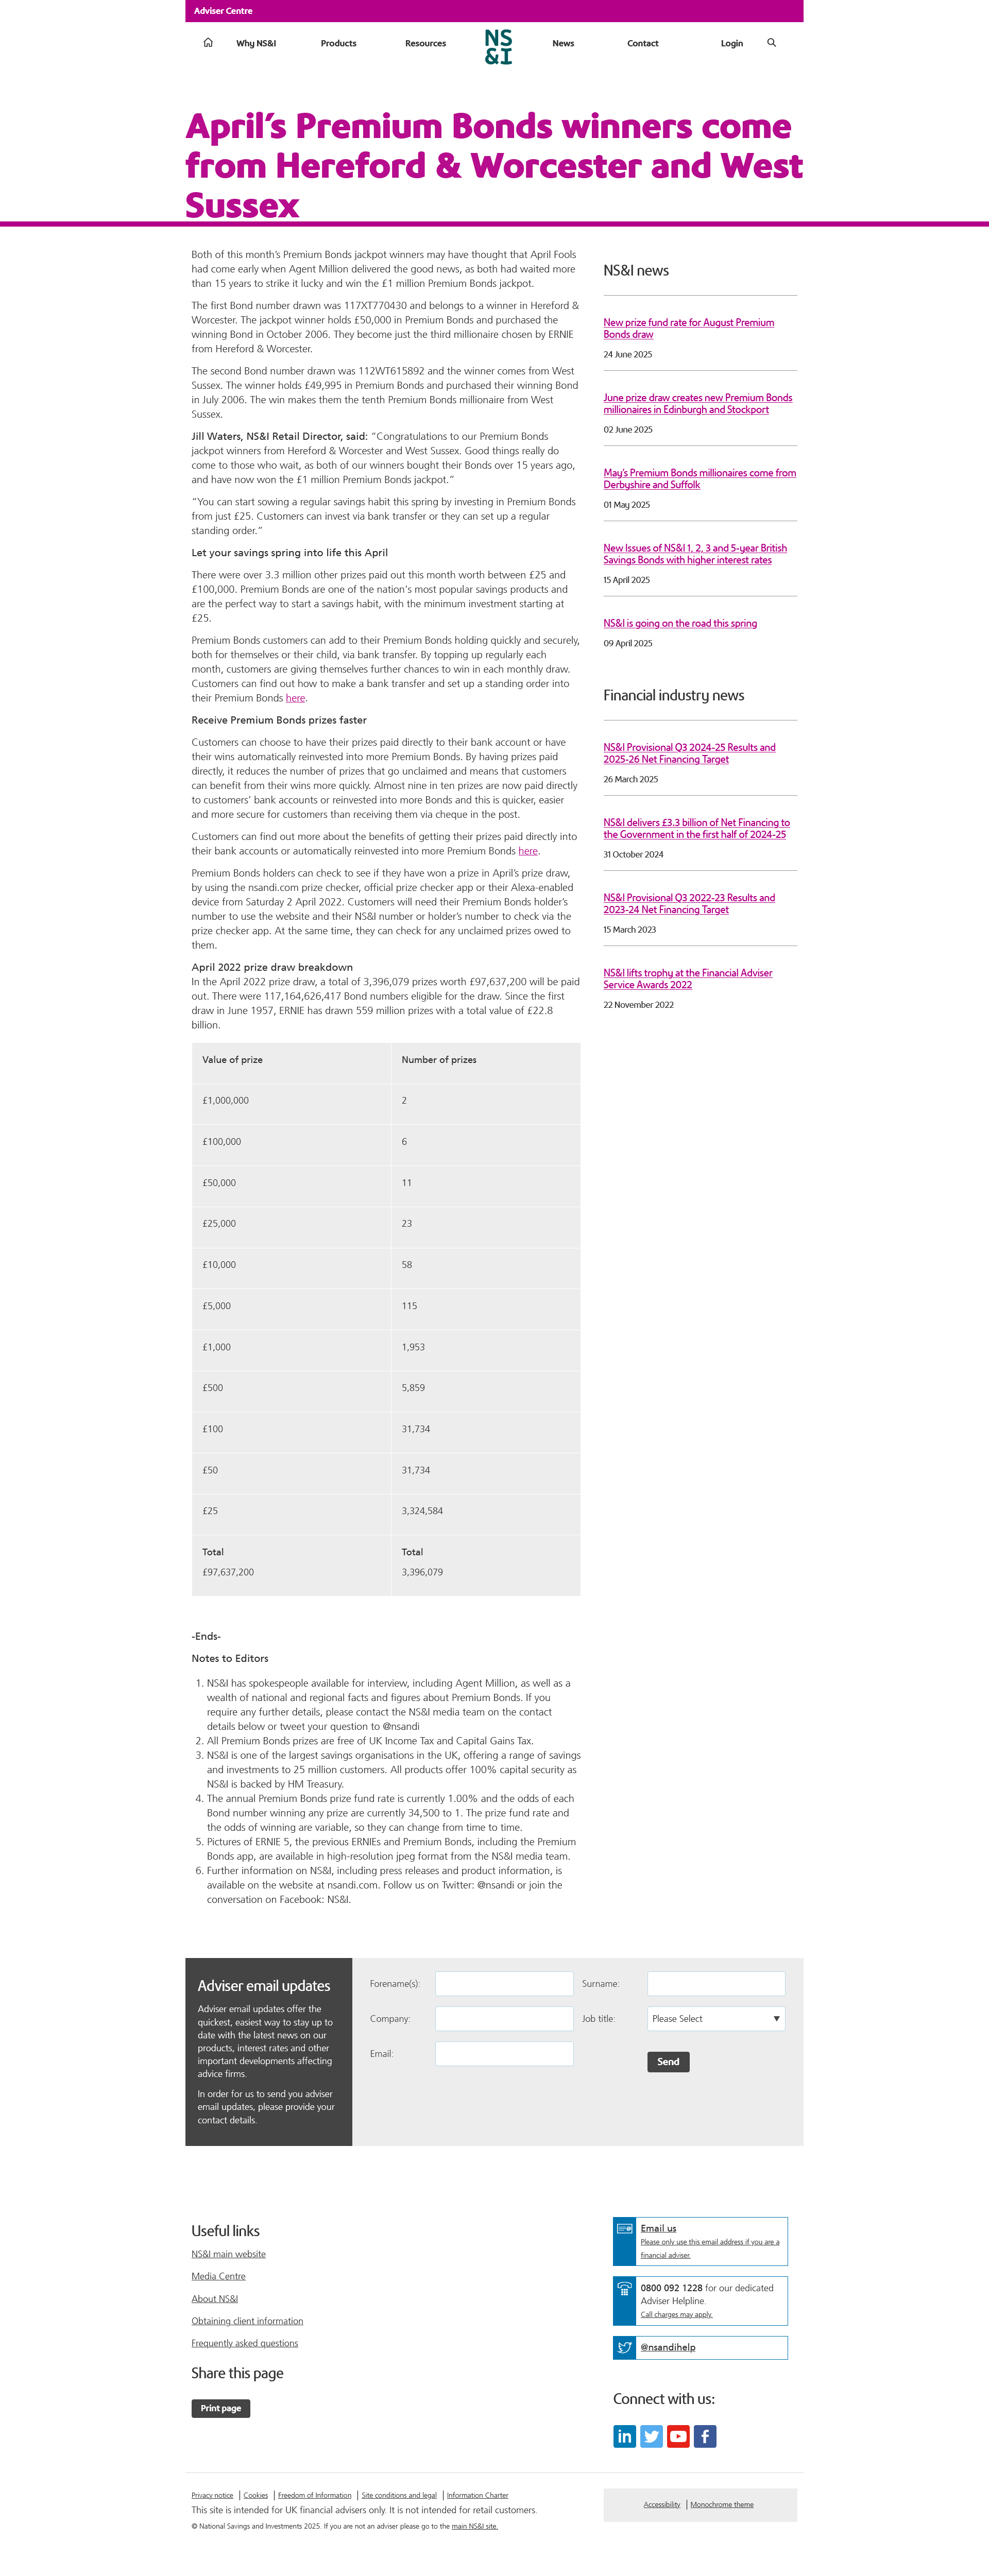 Adviser Centre
Why NS&I
Products
Resources
NS
&I
News
Contact
Login
April's Premium Bonds winners come
from Hereford & Worcester and West
Sussex
Both of this month's Premium Bonds jackpot winners may have thought that April Fools
had come early when Agent Million delivered the good news, as both had waited more
than 15 years to strike it lucky and win the £1 million Premium Bonds jackpot.
The first Bond number drawn was 117XT770430 and belongs to a winner in Hereford &
Worcester. The jackpot winner holds £50,000 in Premium Bonds and purchased the
winning Bond in October 2006. They become just the third millionaire chosen by ERNIE
from Hereford & Worcester.
The second Bond number drawn was 112WT615892 and the winner comes from West
Sussex. The winner holds £49,995 in Premium Bonds and purchased their winning Bond
in July 2006. The win makes them the tenth Premium Bonds millionaire from West
Sussex.
Jill Waters, NS&I Retail Director, said: "Congratulations to our Premium Bonds
jackpot winners from Hereford & Worcester and West Sussex. Good things really do
come to those who wait, as both of our winners bought their Bonds over 15 years ago,
and have now won the £1 million Premium Bonds jackpot."
"You can start sowing a regular savings habit this spring by investing in Premium Bonds
from just £25. Customers can invest via bank transfer or they can set up a regular
standing order."
Let your savings spring into life this April
There were over 3.3 million other prizes paid out this month worth between £25 and
£100,000. Premium Bonds are one of the nation's most popular savings products and
are the perfect way to start a savings habit, with the minimum investment starting at
£25.
Premium Bonds customers can add to their Premium Bonds holding quickly and securely,
both for themselves or their child, via bank transfer. By topping up regularly each
month, customers are giving themselves further chances to win in each monthly draw.
Customers can find out how to make a bank transfer and set up a standing order into
their Premium Bonds here.
Receive Premium Bonds prizes faster
Customers can choose to have their prizes paid directly to their bank account or have
their wins automatically reinvested into more Premium Bonds. By having prizes paid
directly, it reduces the number of prizes that go unclaimed and means that customers
can benefit from their wins more quickly. Almost nine in ten prizes are now paid directly
to customers' bank accounts or reinvested into more Bonds and this is quicker, easier
and more secure for customers than receiving them via cheque in the post.
Customers can find out more about the benefits of getting their prizes paid directly into
their bank accounts or automatically reinvested into more Premium Bonds here.
Premium Bonds holders can check to see if they have won a prize in April's prize draw,
by using the nsandi.com prize checker, official prize checker app or their Alexa-enabled
device from Saturday 2 April 2022. Customers will need their Premium Bonds holder's
number to use the website and their NS&I number or holder's number to check via the
prize checker app. At the same time, they can check for any unclaimed prizes owed to
them.
April 2022 prize draw breakdown
In the April 2022 prize draw, a total of 3,396,079 prizes worth £97,637,200 will be paid
out. There were 117,164,626,417 Bond numbers eligible for the draw. Since the first
draw in June 1957, ERNIE has drawn 559 million prizes with a total value of £22.8
billion.
Value of prize
Number of prizes
£1,000,000
2
£100,000
6
£50,000
11
£25,000
23
£10,000
58
£5,000
115
£1,000
1,953
£500
5,859
£100
31,734
£50
31,734
£25
3,324,584
Total
£97,637,200
Total
3,396,079
-Ends-
Notes to Editors
1. NS&I has spokespeople available for interview, including Agent Million, as well as a
wealth of national and regional facts and figures about Premium Bonds. If you
require any further details, please contact the NS&I media team on the contact
details below or tweet your question to @nsandi
2. All Premium Bonds prizes are free of UK Income Tax and Capital Gains Tax.
3. NS&I is one of the largest savings organisations in the UK, offering a range of savings
and investments to 25 million customers. All products offer 100% capital security as
NS&I is backed by HM Treasury.
4. The annual Premium Bonds prize fund rate is currently 1.00% and the odds of each
Bond number winning any prize are currently 34,500 to 1. The prize fund rate and
the odds of winning are variable, so they can change from time to time.
5. Pictures of ERNIE 5, the previous ERNIEs and Premium Bonds, including the Premium
Bonds app, are available in high-resolution jpeg format from the NS&I media team.
6. Further information on NS&I, including press releases and product information, is
available on the website at nsandi.com. Follow us on Twitter: @nsandi or join the
conversation on Facebook: NS&I.
NS&I news
New prize fund rate for August Premium
Bonds draw
24 June 2025
June prize draw creates new Premium Bonds
millionaires in Edinburgh and Stockport
02 June 2025
May's Premium Bonds millionaires come from
Derbyshire and Suffolk
01 May 2025
New Issues of NS&I 1, 2, 3 and 5-year British
Savings Bonds with higher interest rates
15 April 2025
NS&I is going on the road this spring
09 April 2025
Financial industry news
NS&I Provisional Q3 2024-25 Results and
2025-26 Net Financing Target
26 March 2025
NS&I delivers £3.3 billion of Net Financing to
the Government in the first half of 2024-25
31 October 2024
NS&I Provisional Q3 2022-23 Results and
2023-24 Net Financing Target
15 March 2023
NS&I lifts trophy at the Financial Adviser
Service Awards 2022
22 November 2022
Adviser email updates
Adviser email updates offer the
quickest, easiest way to stay up to
date with the latest news on our
products, interest rates and other
important developments affecting
advice firms.
In order for us to send you adviser
email updates, please provide your
contact details.
Forename(s):
Surname:
Company:
Job title:
Please Select
Email:
Send
Useful links
NS&I main website
Media Centre
About NS&I
Obtaining client information
Frequently asked questions
Share this page
Print page
Email us
Please only use this email address if you are a
financial adviser.
0800 092 1228 for our dedicated
Adviser Helpline.
Call charges may apply.
@nsandihelp
Connect with us:
Privacy notice
Cookies
Freedom of Information
Site conditions and legal
Information Charter
This site is intended for UK financial advisers only. It is not intended for retail customers.
© National Savings and Investments 2025. If you are not an adviser please go to the main NS&I site.
Accessibility
Monochrome theme